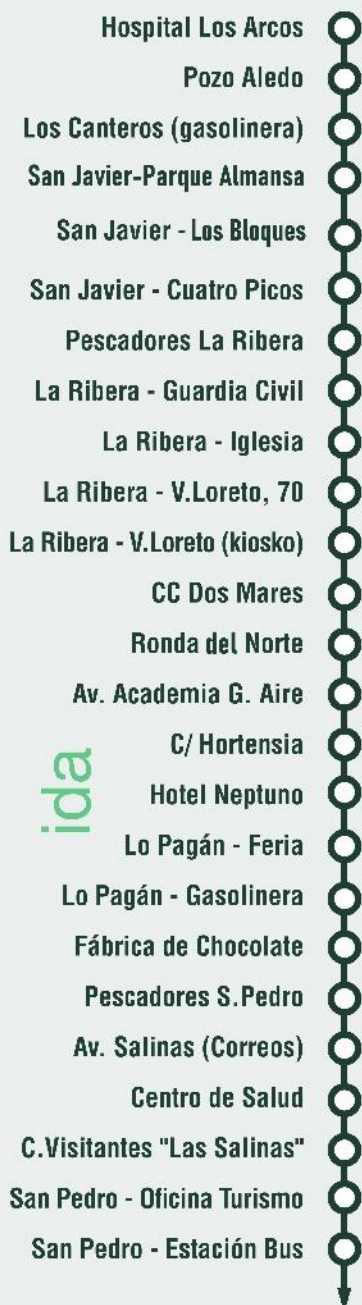 Hospital Los Arcos
Pozo Aledo
Los Canteros (gasolinera)
San Javier-Parque Almansa
San Javier - Los Bloques
San Javier - Cuatro Picos
Pescadores La Ribera
La Ribera - Guardia Civil
La Ribera - Iglesia
La Ribera - V.Loreto, 70
La Ribera - V.Loreto (kiosko)
CC Dos Mares
Ronda del Norte
Av. Academia G. Aire
C/ Hortensia
ida
Hotel Neptuno
Lo Pagán - Feria
Lo Pagán - Gasolinera
Fábrica de Chocolate
Pescadores S.Pedro
Av. Salinas (Correos)
Centro de Salud
C.Visitantes "Las Salinas"
San Pedro - Oficina Turismo
San Pedro - Estación Bus